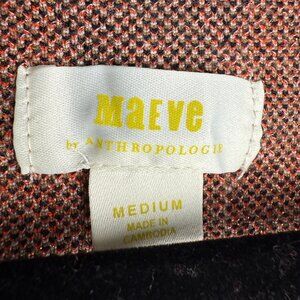 MAEVE
BY ANTHROPOLOGIE
MEDIUM
MADE IN
CAMBODIA